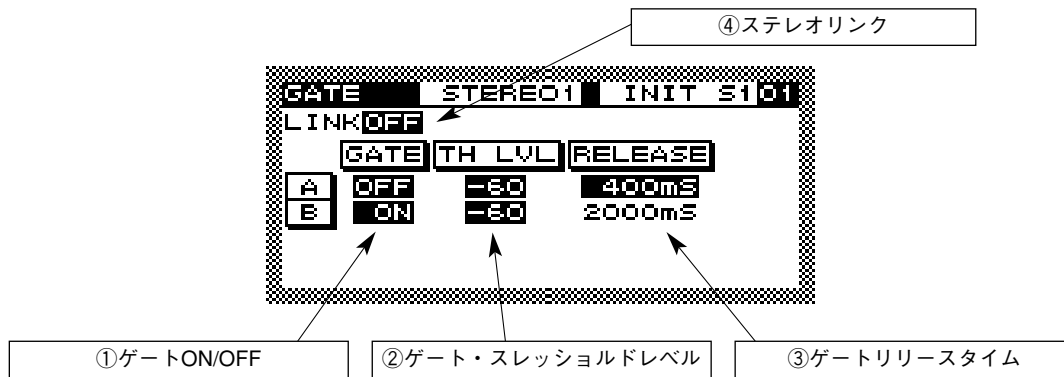 ④ステレオリンク
GATE STEREO1 INIT S1 01
LINK OFF
GATE TH LVL RELEASE
A OFF -60 400mS
B ON -60 2000mS
①ゲートON/OFF ②ゲート・スレッショルドレベル ③ゲートリリースタイム